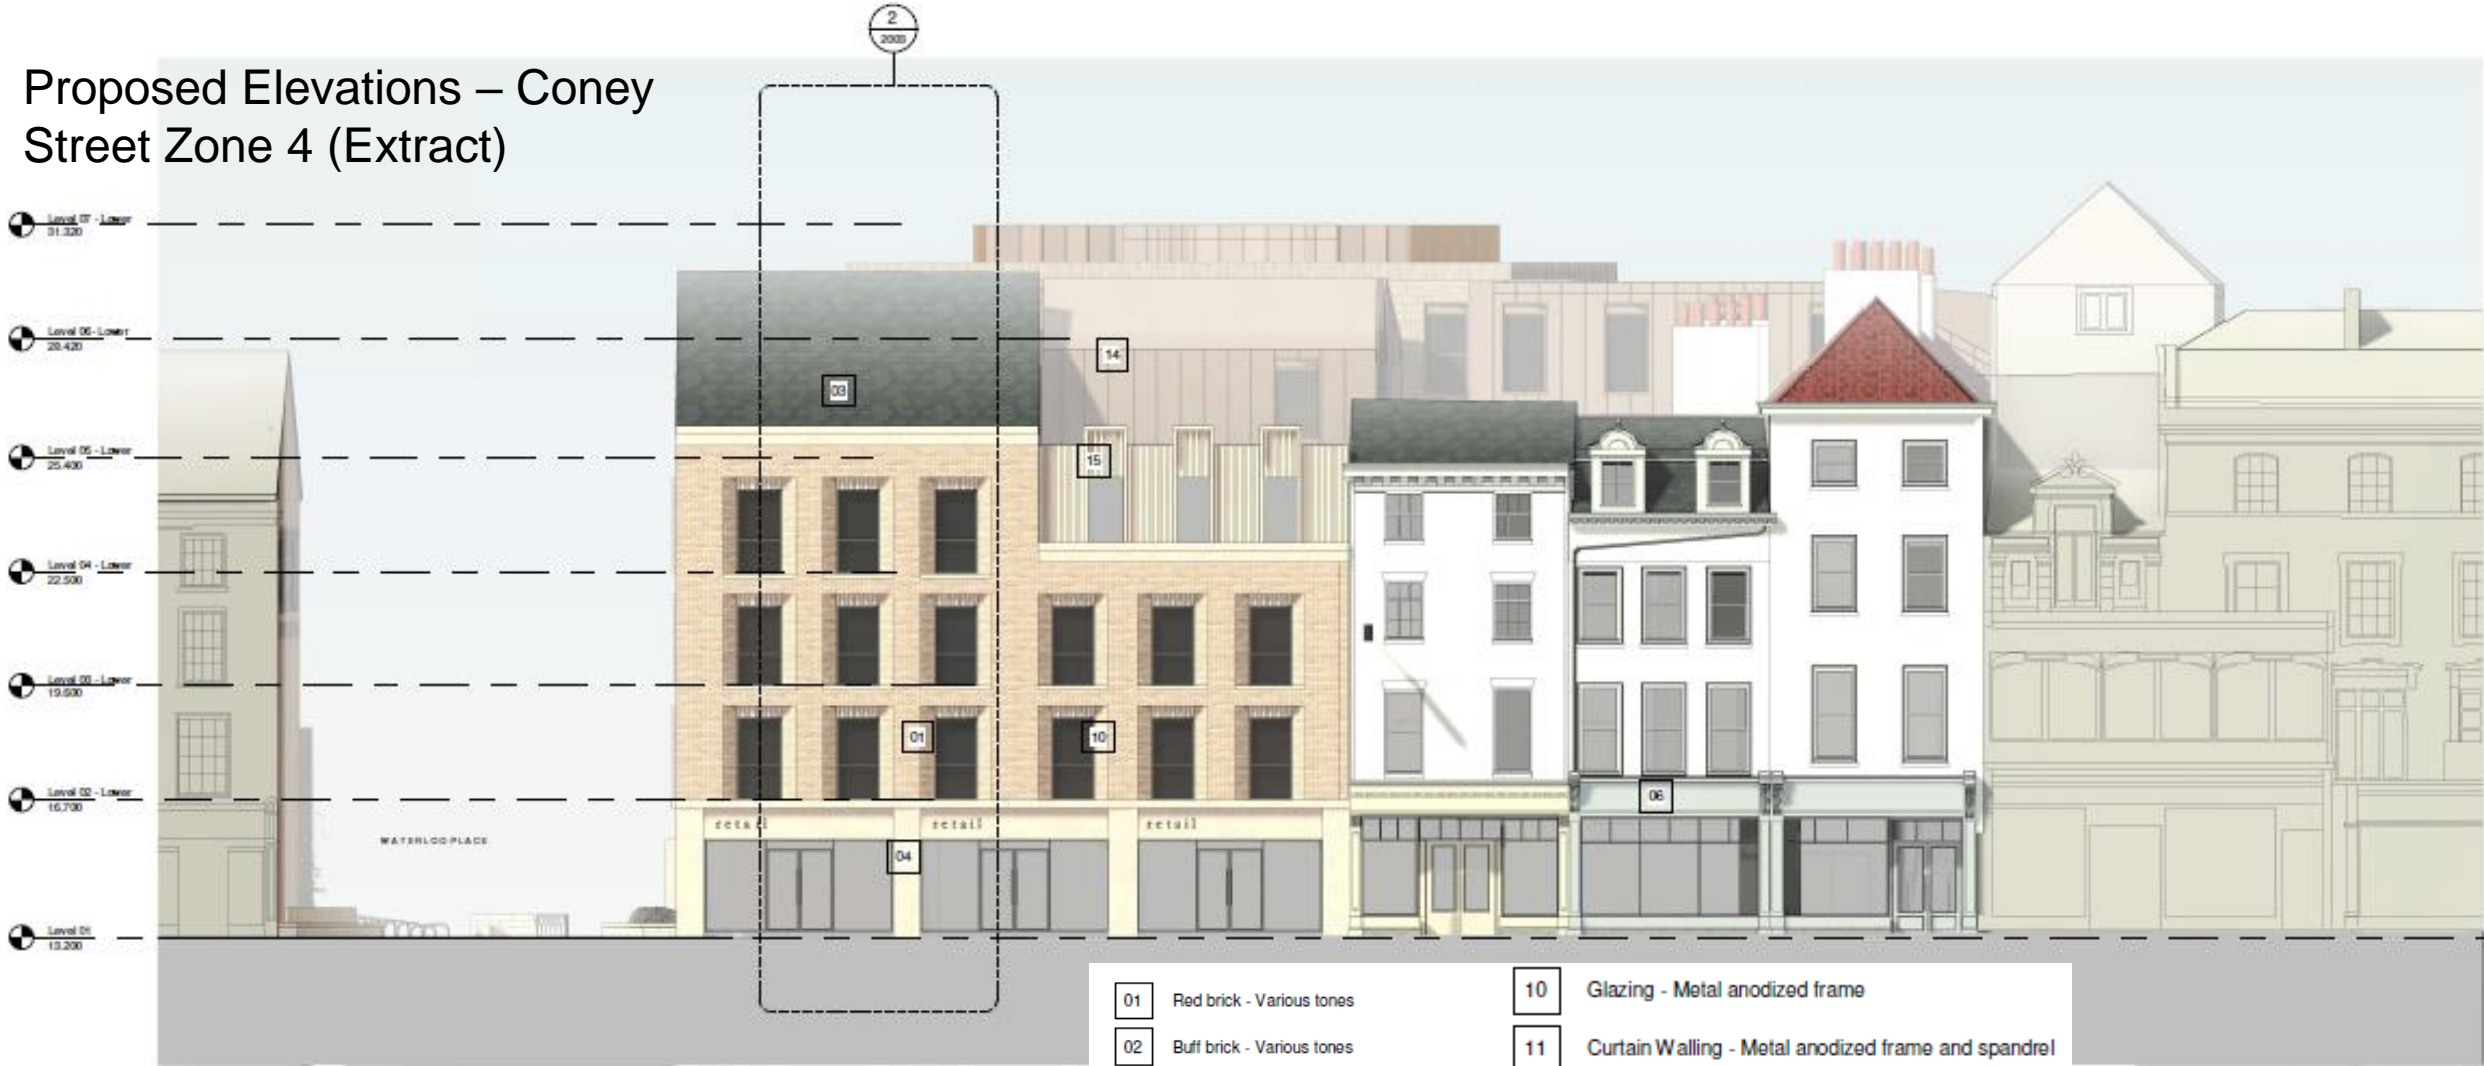 2
2003
Proposed Elevations – Coney
Street Zone 4 (Extract)
Level 07 - Lower
31.320
Level 06 - Lower
28.420
14
03
Level 05 - Lower
25.400
15
Level 04 - Lower
22.500
Level 03 - Lower
19.600
01
10
Level 02 - Lower
16.700
06
retail
retail
retail
WATERLOO PLACE
04
Level 01
13.200
01 Red brick - Various tones
10 Glazing - Metal anodized frame
02 Buff brick - Various tones
11 Curtain Walling - Metal anodized frame and spandrel